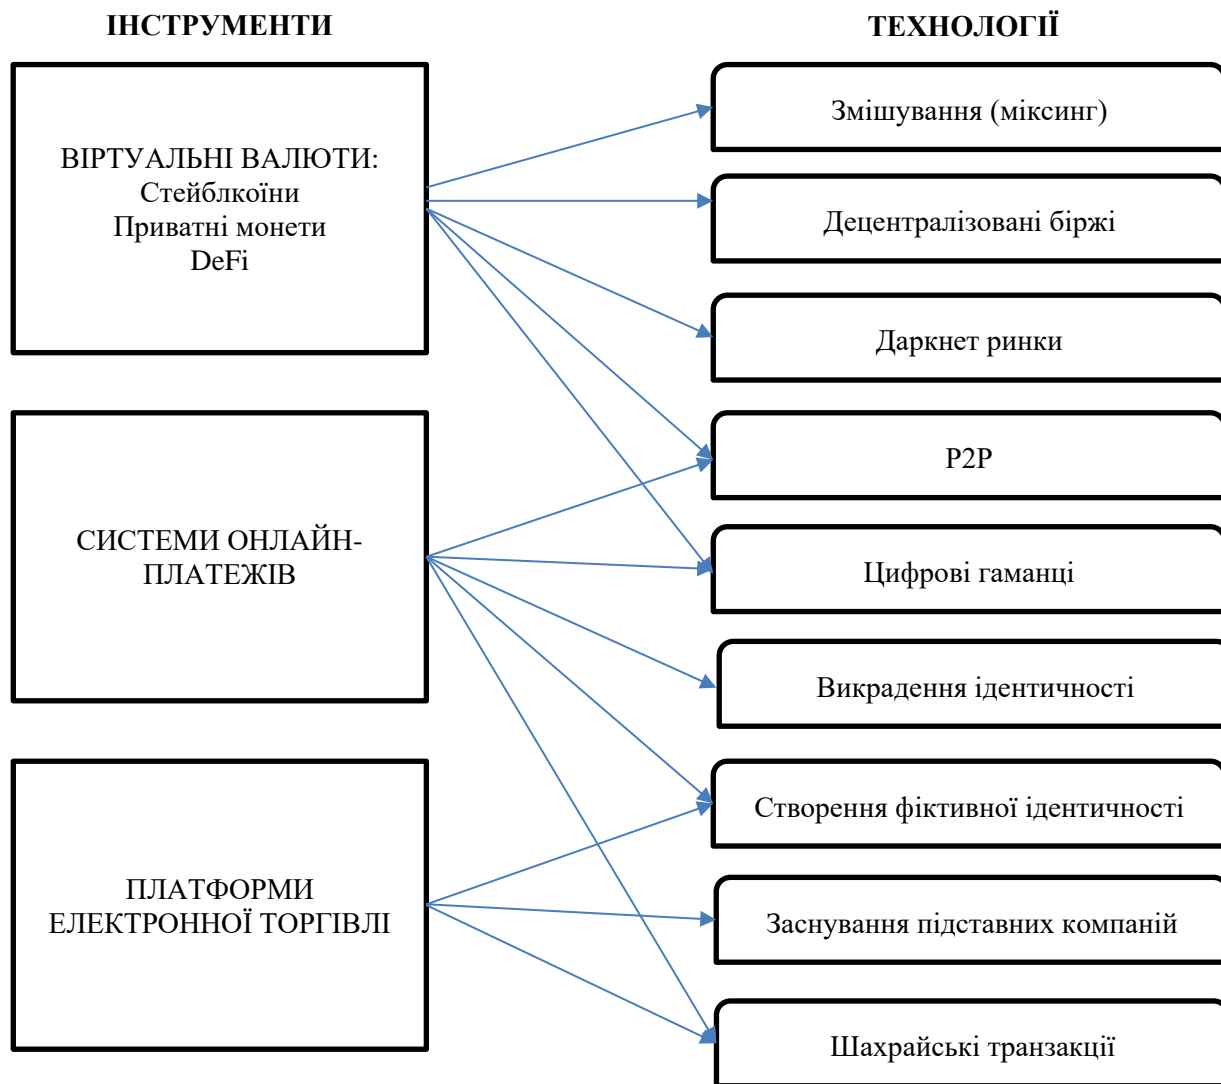 ІНСТРУМЕНТИ
ТЕХНОЛОГІЇ
ВІРТУАЛЬНІ ВАЛЮТИ:
Стейблкоїни
Приватні монети
DeFi
СИСТЕМИ ОНЛАЙН-
ПЛАТЕЖІВ
ПЛАТФОРМИ
ЕЛЕКТРОННОЇ ТОРГІВЛІ
Змішування (міксинг)
Децентралізовані біржі
Даркнет ринки
P2P
Цифрові гаманці
Викрадення ідентичності
Створення фіктивної ідентичності
Заснування підставних компаній
Шахрайські транзакції